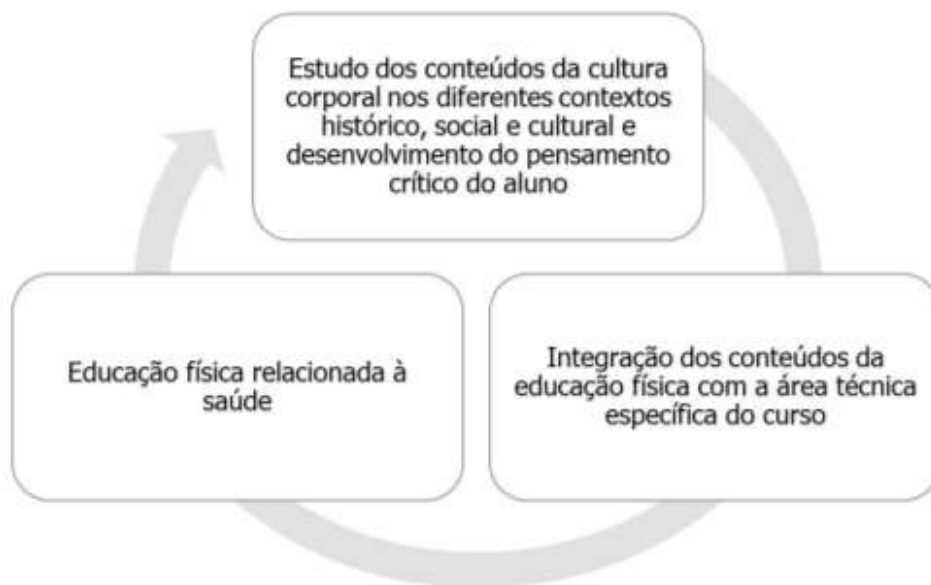 Estudo dos conteúdos da cultura
corporal nos diferentes contextos
histórico, social e cultural e
desenvolvimento do pensamento
crítico do aluno
Educação física relacionada à
saúde
Integração dos conteúdos da
educação física com a área técnica
específica do curso